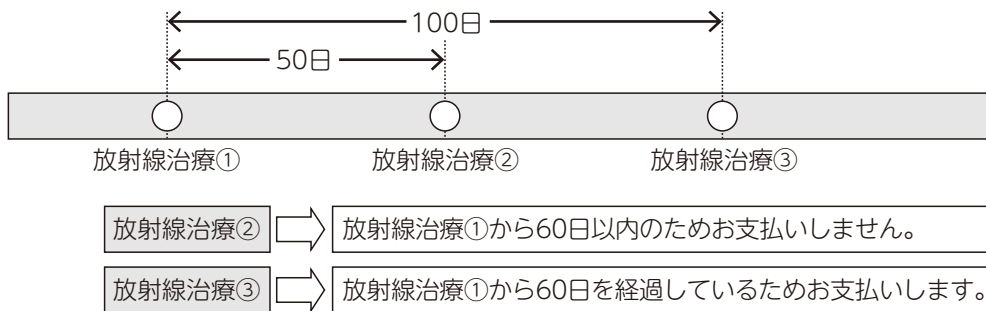 100日
50日
放射線治療① 放射線治療② 放射線治療③
放射線治療② 放射線治療①から60日以内のためお支払いしません。
放射線治療③ 放射線治療①から60日を経過しているためお支払いします。